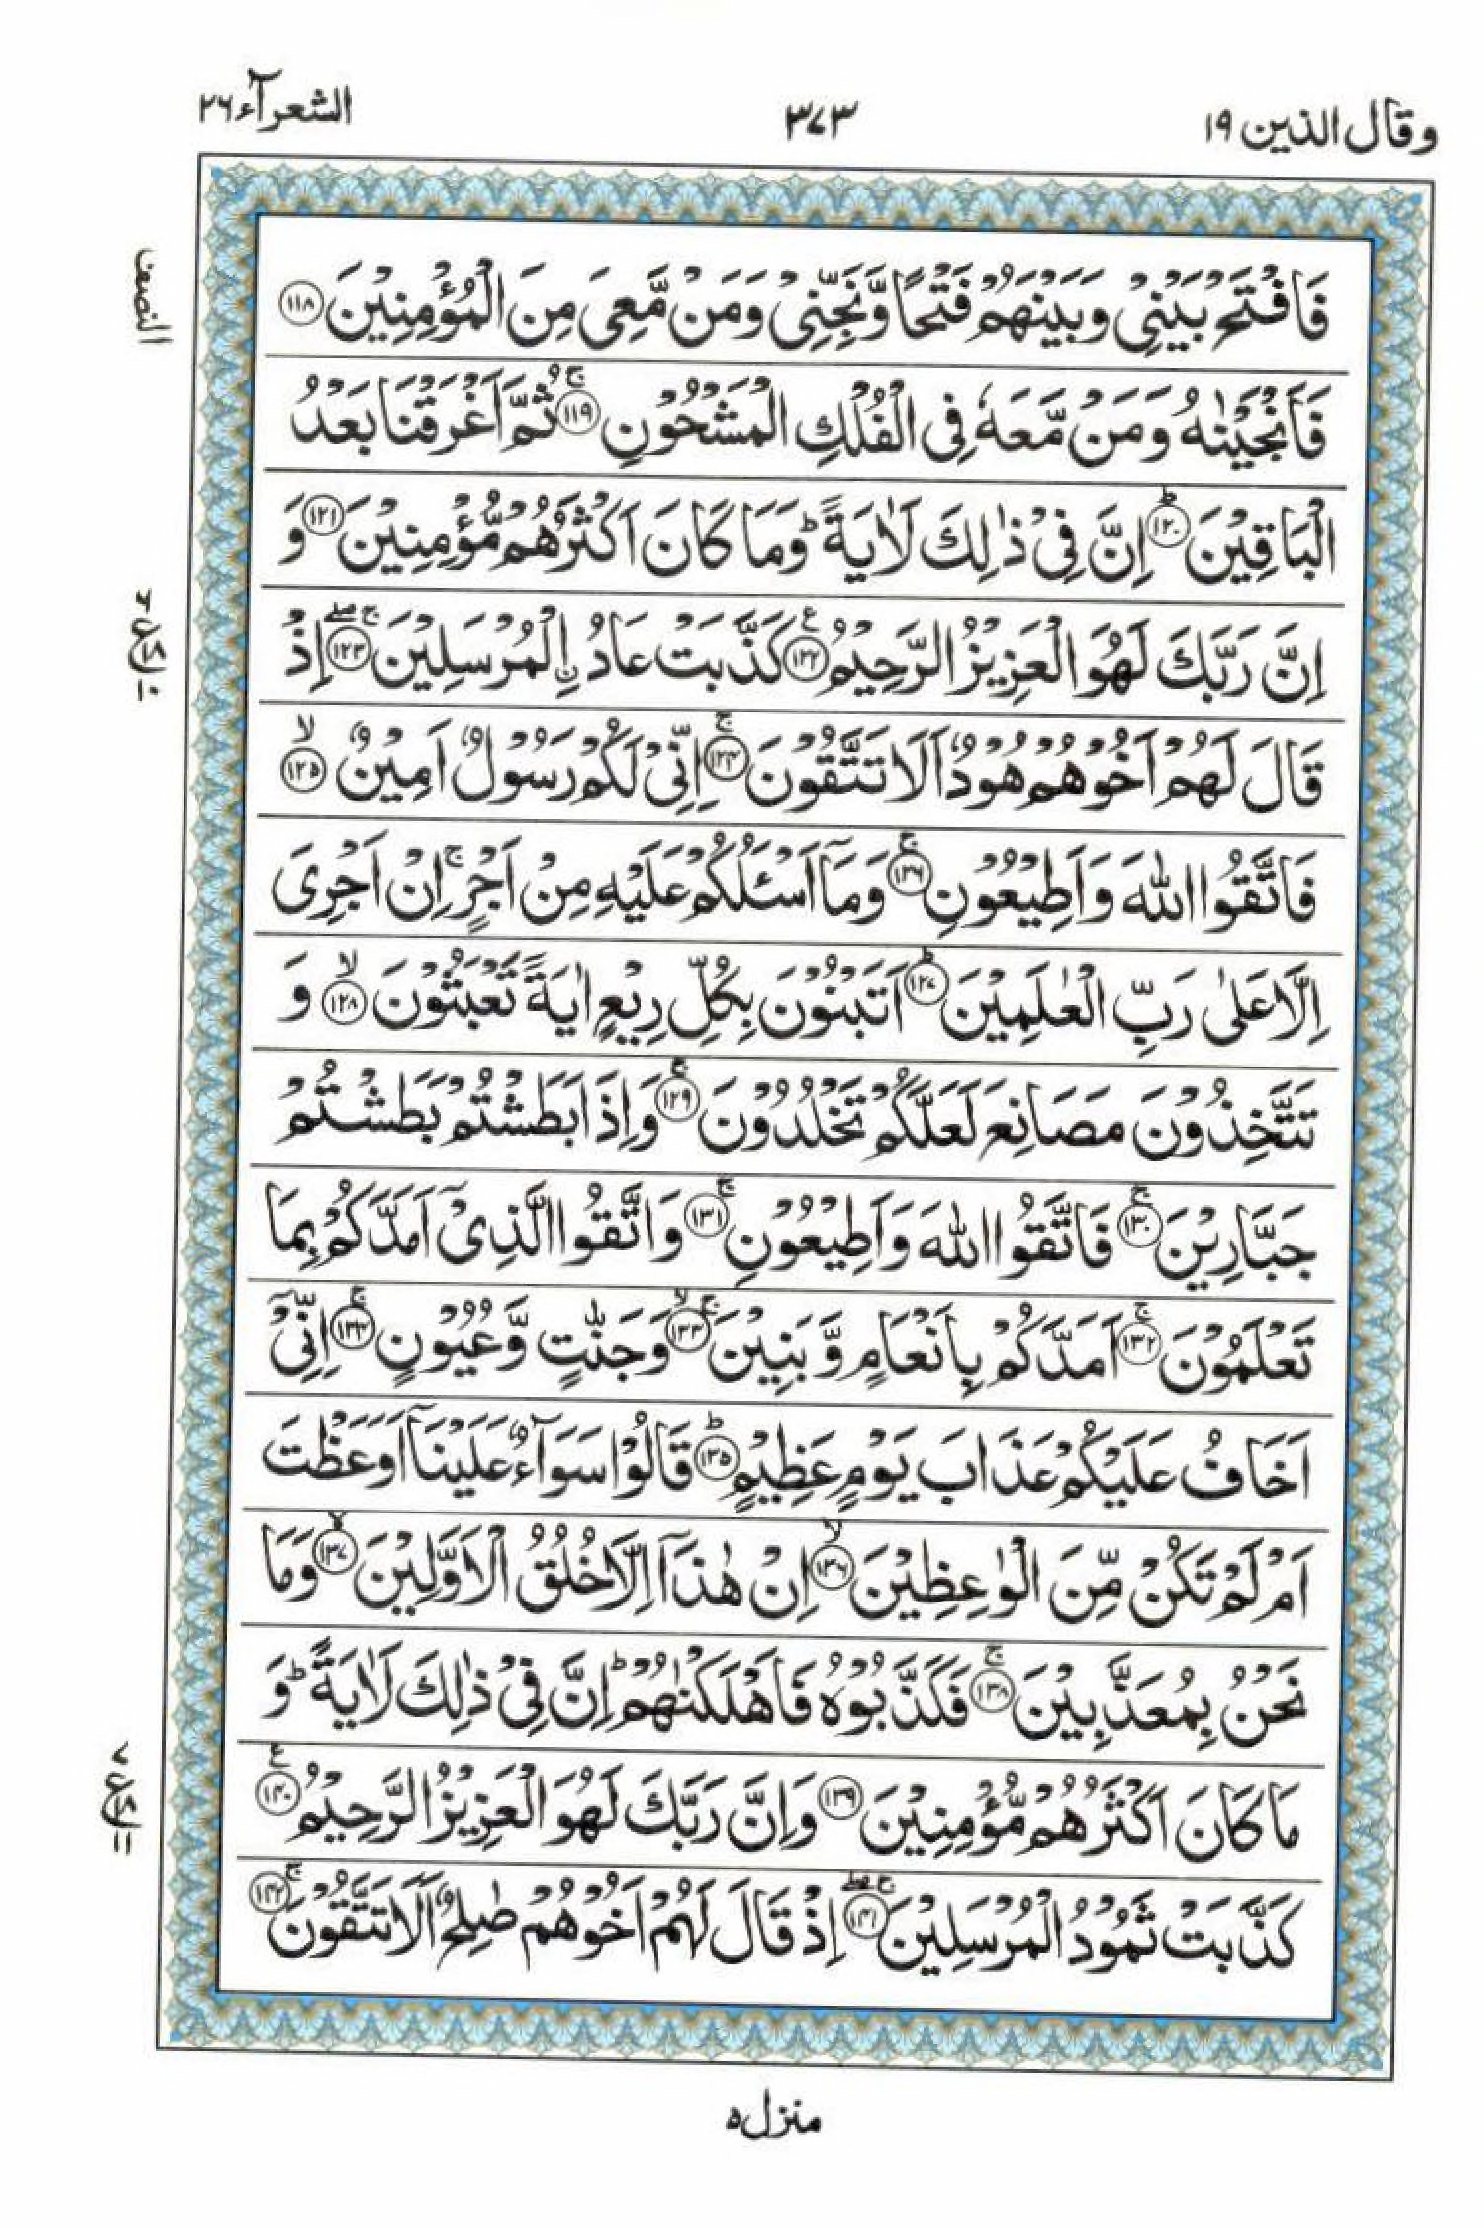 وقال الذين ١٩
٣٧٣
الشعرآء ٢٦
فَافْتَحْ بَيْنِىْ وَبَيْنَهُمْ فَتْحًا وَّنَجِّنِىْ وَمَنْ مَّعِىَ مِنَ الْمُؤْمِنِيْنَ ١١٨
النصف
فَاَنْجَيْنٰهُ وَمَنْ مَّعَهٗ فِى الْفُلْكِ الْمَشْحُوْنِ ۚ ١١٩ ثُمَّ اَغْرَقْنَا بَعْدُ
الْبَاقِيْنَ ؕ ١٢٠ اِنَّ فِىْ ذٰلِكَ لَاٰيَةً ؕ وَمَا كَانَ اَكْثَرُهُمْ مُّؤْمِنِيْنَ ١٢١ وَ
اِنَّ رَبَّكَ لَهُوَ الْعَزِيْزُ الرَّحِيْمُ ١٢٢ كَذَّبَتْ عَادُ ۨالْمُرْسَلِيْنَ ۚۖ ١٢٣ اِذْ
قَالَ لَهُمْ اَخُوْهُمْ هُوْدٌ اَلَا تَتَّقُوْنَ ۚ ١٢٤ اِنِّىْ لَكُمْ رَسُوْلٌ اَمِيْنٌ ۙ ١٢٥
فَاتَّقُوا اللّٰهَ وَاَطِيْعُوْنِ ۚ ١٢٦ وَمَآ اَسْئَلُكُمْ عَلَيْهِ مِنْ اَجْرٍ ۚ اِنْ اَجْرِىَ
اِلَّا عَلٰى رَبِّ الْعٰلَمِيْنَ ؕ ١٢٧ اَتَبْنُوْنَ بِكُلِّ رِيْعٍ اٰيَةً تَعْبَثُوْنَ ۙ ١٢٨ وَ
تَتَّخِذُوْنَ مَصَانِعَ لَعَلَّكُمْ تَخْلُدُوْنَ ۚ ١٢٩ وَاِذَا بَطَشْتُمْ بَطَشْتُمْ
جَبَّارِيْنَ ۚ ١٣٠ فَاتَّقُوا اللّٰهَ وَاَطِيْعُوْنِ ۚ ١٣١ وَاتَّقُوا الَّذِىْٓ اَمَدَّكُمْ بِمَا
تَعْلَمُوْنَ ۚ ١٣٢ اَمَدَّكُمْ بِاَنْعَامٍ وَّبَنِيْنَ ۚۙ ١٣٣ وَجَنّٰتٍ وَّعُيُوْنٍ ۚ ١٣٤ اِنِّىْٓ
اَخَافُ عَلَيْكُمْ عَذَابَ يَوْمٍ عَظِيْمٍ ؕ ١٣٥ قَالُوْا سَوَآءٌ عَلَيْنَآ اَوَعَظْتَ
اَمْ لَمْ تَكُنْ مِّنَ الْوٰعِظِيْنَ ۙ ١٣٦ اِنْ هٰذَآ اِلَّا خُلُقُ الْاَوَّلِيْنَ ۙ ١٣٧ وَمَا
نَحْنُ بِمُعَذَّبِيْنَ ۚ ١٣٨ فَكَذَّبُوْهُ فَاَهْلَكْنٰهُمْ ؕ اِنَّ فِىْ ذٰلِكَ لَاٰيَةً ؕ وَ
مَا كَانَ اَكْثَرُهُمْ مُّؤْمِنِيْنَ ١٣٩ وَاِنَّ رَبَّكَ لَهُوَ الْعَزِيْزُ الرَّحِيْمُ ١٤٠
كَذَّبَتْ ثَمُوْدُ الْمُرْسَلِيْنَ ۚۖ ١٤١ اِذْ قَالَ لَهُمْ اَخُوْهُمْ صٰلِحٌ اَلَا تَتَّقُوْنَ ۚ ١٤٢
منزل ٥